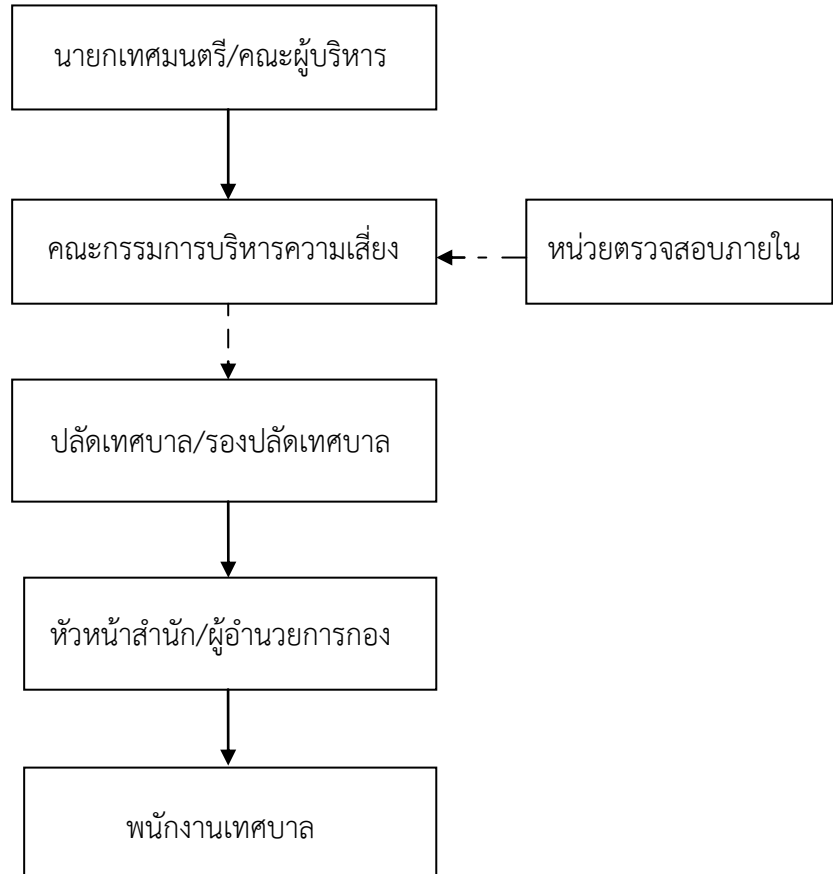 นายกเทศมนตรี/คณะผู้บริหาร
คณะกรรมการบริหารความเสี่ยง
หน่วยตรวจสอบภายใน
ปลัดเทศบาล/รองปลัดเทศบาล
หัวหน้าสำนัก/ผู้อำนวยการกอง
พนักงานเทศบาล